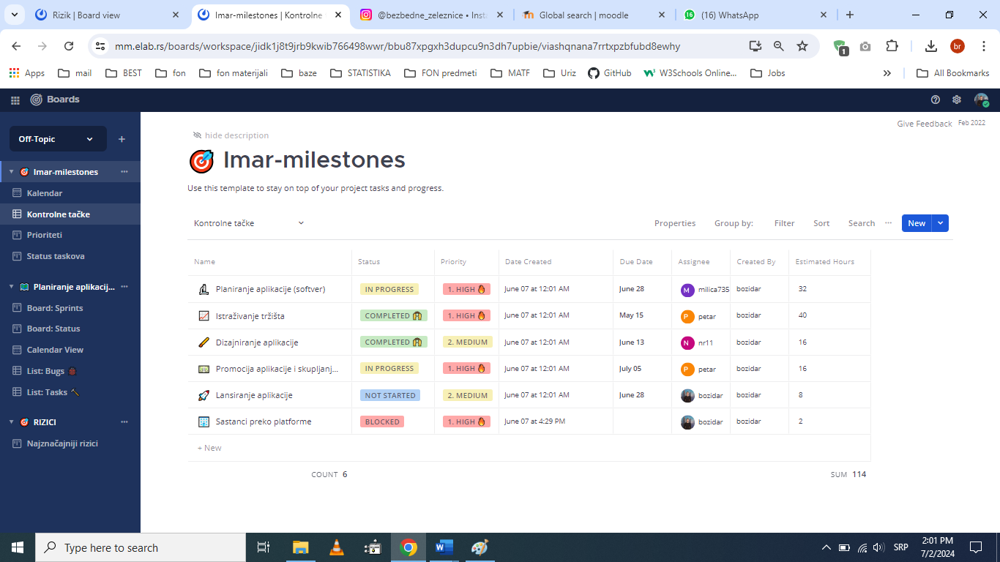 Rizik | Board view
Imar-milestones | Kontrolne
@bezbedne_zeleznice • Inst
Global search | moodle
(16) WhatsApp
mm.elab.rs/boards/workspace/jidk1j8t9jrb9kwib766498wwr/bbu87xpgxh3dupcu9n3dh7upbie/viashqnana7rrtxpzbfubd8ewhy
1
br
Apps mail BEST fon fon materijali baze STATISTIKA FON predmeti MATF Uriz GitHub W3Schools Online... Jobs » All Bookmarks
Boards
Off-Topic
Imar-milestones
Kalendar
Kontrolne tačke
Prioriteti
Status taskova
Planiranje aplikacij...
Board: Sprints
Board: Status
Calendar View
List: Bugs
List: Tasks
RIZICI
Najznačajniji rizici
Give Feedback Feb 2022
hide description
Imar-milestones
Use this template to stay on top of your project tasks and progress.
Kontrolne tačke Properties Group by: Filter Sort Search New
Name Status Priority Date Created Due Date Assignee Created By Estimated Hours
Planiranje aplikacije (softver) IN PROGRESS 1. HIGH June 07 at 12:01 AM June 28 M milica735 bozidar 32
Istraživanje tržišta COMPLETED 1. HIGH June 07 at 12:01 AM May 15 P petar bozidar 40
Dizajniranje aplikacije COMPLETED 2. MEDIUM June 07 at 12:01 AM June 13 N nr11 bozidar 16
Promocija aplikacije i skupljanj... IN PROGRESS 1. HIGH June 07 at 12:01 AM July 05 P petar bozidar 16
Lansiranje aplikacije NOT STARTED 2. MEDIUM June 07 at 12:01 AM June 28 bozidar bozidar 8
Sastanci preko platforme BLOCKED 1. HIGH June 07 at 4:29 PM bozidar bozidar 2
+ New
COUNT 6 SUM 114
Type here to search
SRP
2:01 PM
7/2/2024